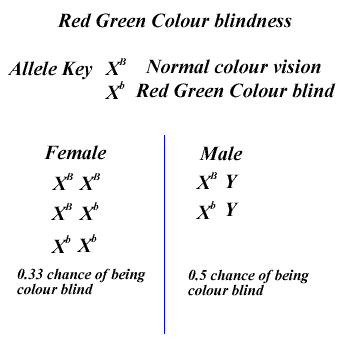 Red Green Colour blindness
Allele Key X^B Normal colour vision
X^b Red Green Colour blind
Female
X^B X^B
X^B X^b
X^b X^b
0.33 chance of being
colour blind
Male
X^B Y
X^b Y
0.5 chance of being
colour blind